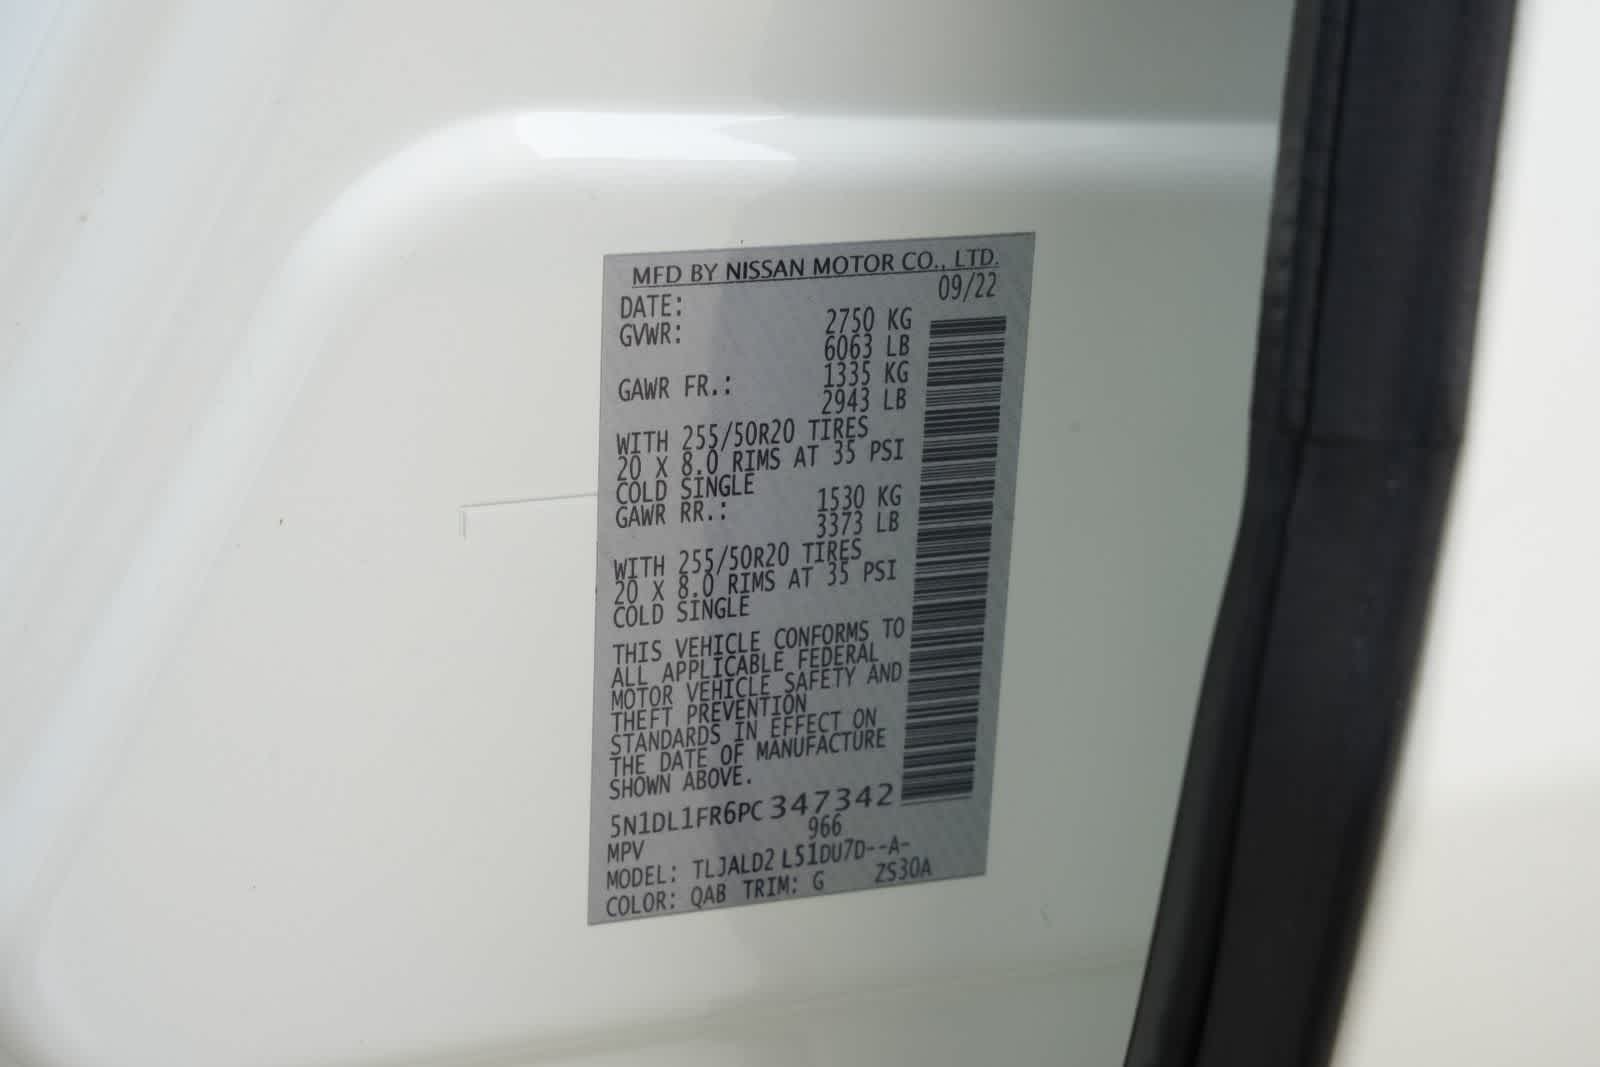 MFD BY NISSAN MOTOR CO., LTD.
DATE: 09/22
GVWR: 2750 KG
6063 LB
GAWR FR.: 1335 KG
2943 LB
WITH 255/50R20 TIRES
20 X 8.0 RIMS AT 35 PSI
COLD SINGLE
GAWR RR.: 1530 KG
3373 LB
WITH 255/50R20 TIRES
20 X 8.0 RIMS AT 35 PSI
COLD SINGLE
THIS VEHICLE CONFORMS TO
ALL APPLICABLE FEDERAL
MOTOR VEHICLE SAFETY AND
THEFT PREVENTION
STANDARDS IN EFFECT ON
THE DATE OF MANUFACTURE
SHOWN ABOVE.
5N1DL1FR6PC347342
MPV 966
MODEL: TLJALD2 L51DU7D--A-
COLOR: QAB TRIM: G ZS30A